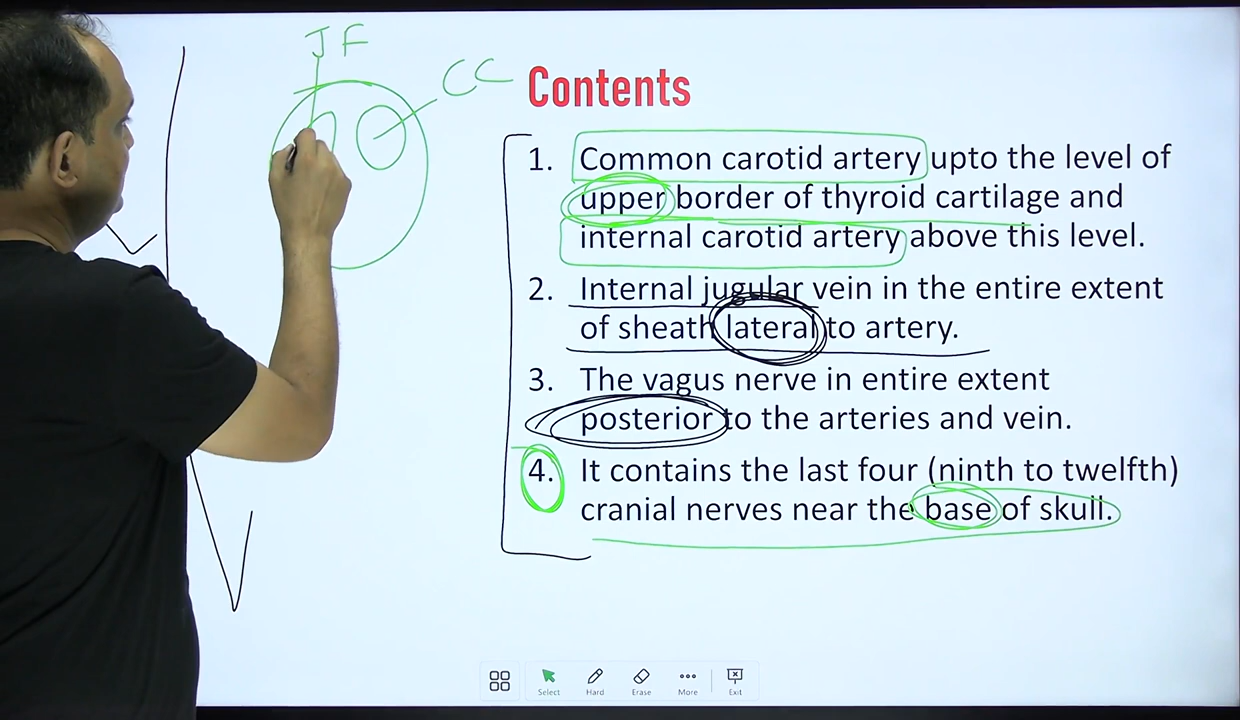 J F
CC
Contents
1. Common carotid artery upto the level of
upper border of thyroid cartilage and
internal carotid artery above this level.
2. Internal jugular vein in the entire extent
of sheath lateral to artery.
3. The vagus nerve in entire extent
posterior to the arteries and vein.
4. It contains the last four (ninth to twelfth)
cranial nerves near the base of skull.
Select Hard Erase More Exit